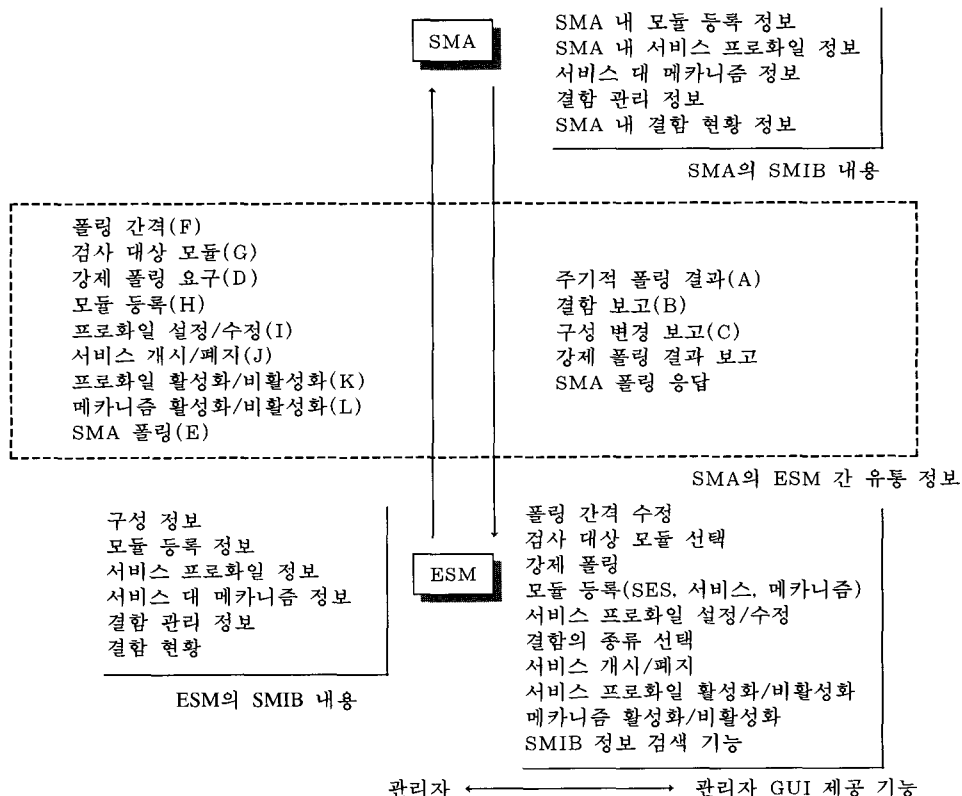 SMA
SMA 내 모듈 등록 정보
SMA 내 서비스 프로화일 정보
서비스 대 메카니즘 정보
결함 관리 정보
SMA 내 결함 현황 정보
SMA의 SMIB 내용
폴링 간격(F)
검사 대상 모듈(G)
강제 폴링 요구(D)
모듈 등록(H)
프로화일 설정/수정(I)
서비스 개시/폐지(J)
프로화일 활성화/비활성화(K)
메카니즘 활성화/비활성화(L)
SMA 폴링(E)
주기적 폴링 결과(A)
결함 보고(B)
구성 변경 보고(C)
강제 폴링 결과 보고
SMA 폴링 응답
SMA의 ESM 간 유통 정보
구성 정보
모듈 등록 정보
서비스 프로화일 정보
서비스 대 메카니즘 정보
결함 관리 정보
결함 현황
ESM의 SMIB 내용
ESM
폴링 간격 수정
검사 대상 모듈 선택
강제 폴링
모듈 등록(SES, 서비스, 메카니즘)
서비스 프로화일 설정/수정
결함의 종류 선택
서비스 개시/폐지
서비스 프로화일 활성화/비활성화
메카니즘 활성화/비활성화
SMIB 정보 검색 기능
관리자 ←→ 관리자 GUI 제공 기능